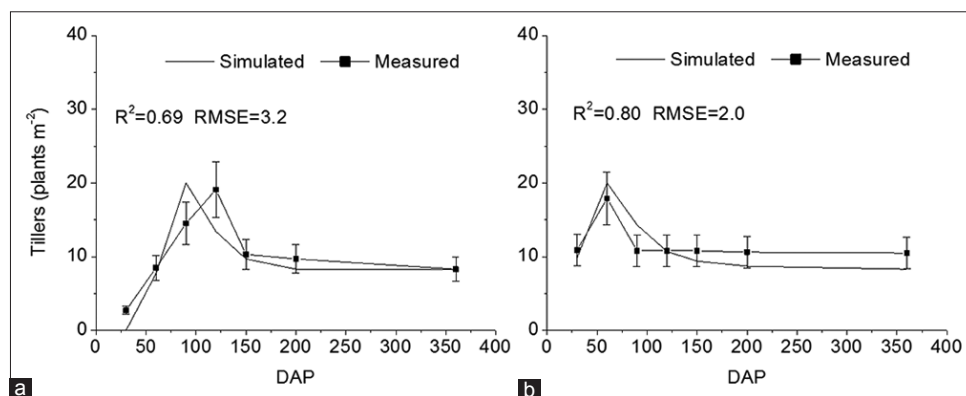 40
30
20
10
0
Tillers (plants m⁻²)
Simulated Measured
R²=0.69 RMSE=3.2
0 50 100 150 200 250 300 350 400
DAP
a
40
30
20
10
0
Simulated Measured
R²=0.80 RMSE=2.0
0 50 100 150 200 250 300 350 400
DAP
b